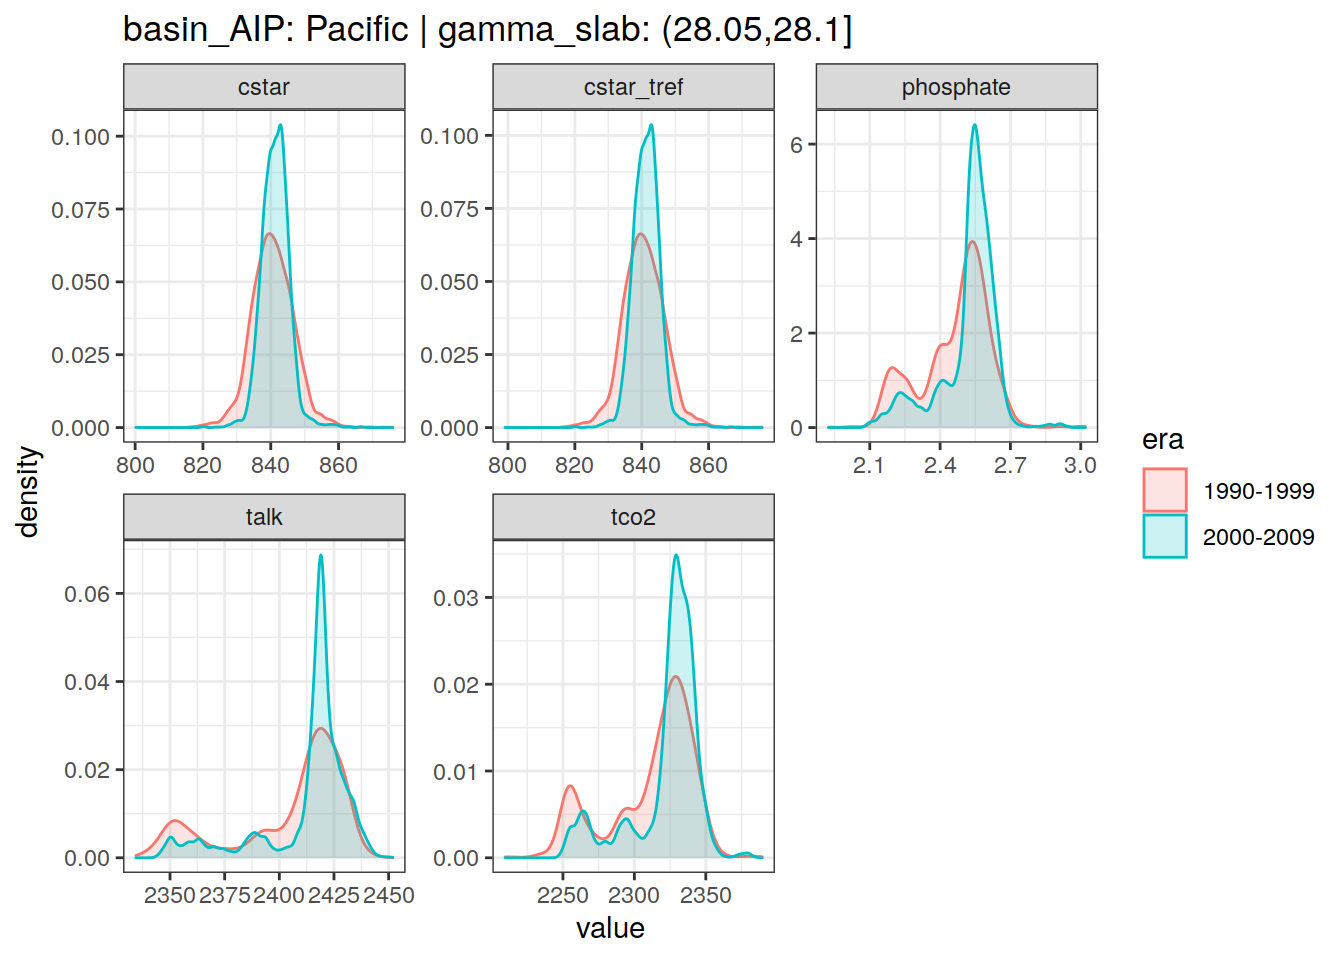 basin_AIP: Pacific | gamma_slab: (28.05,28.1]
cstar
cstar_tref
phosphate
0.100
0.075
0.050
0.025
0.000
800 820 840 860
0.100
0.075
0.050
0.025
0.000
800 820 840 860
6
4
2
0
2.1 2.4 2.7 3.0
talk
tco2
0.06
0.04
0.02
0.00
2350 2375 2400 2425 2450
0.03
0.02
0.01
0.00
2250 2300 2350
density
value
era
1990-1999
2000-2009